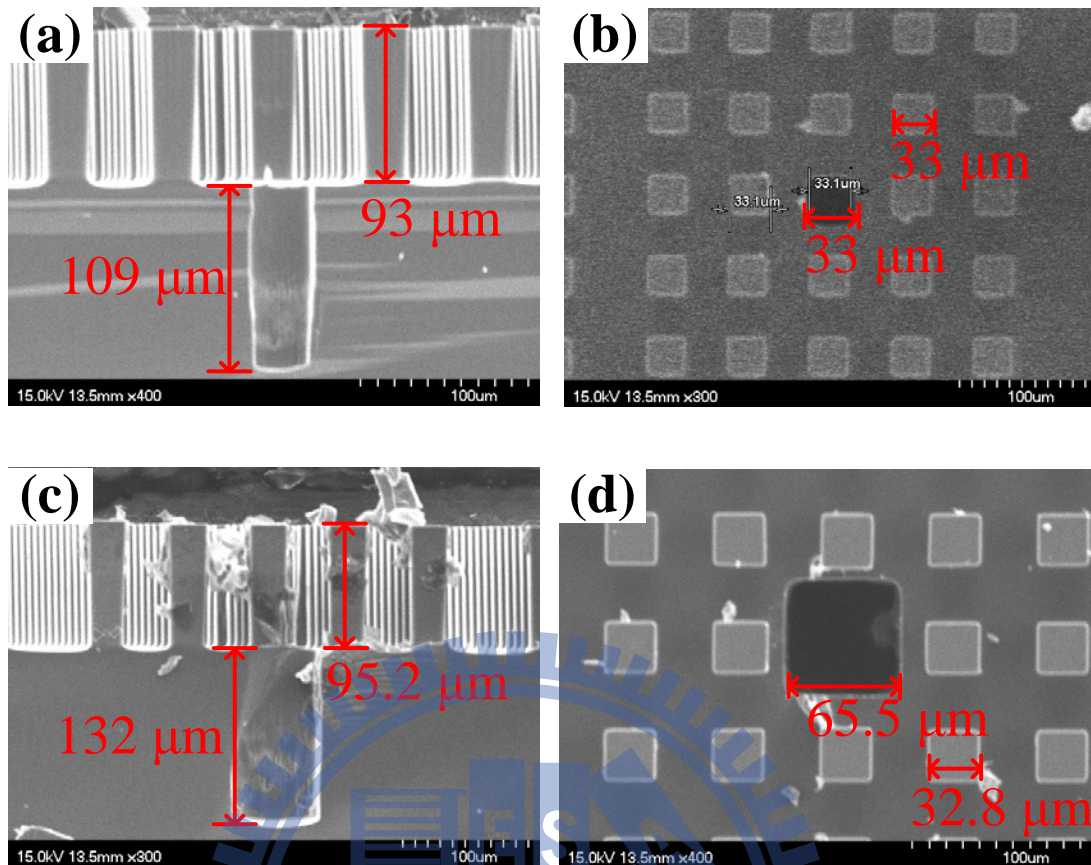 (a)
93 μm
109 μm
15.0kV 13.5mm x400
100um
(b)
33 μm
33.1um
33.1um
33 μm
15.0kV 13.5mm x300
100um
(c)
95.2 μm
132 μm
15.0kV 13.5mm x300
100um
(d)
65.5 μm
32.8 μm
15.0kV 13.5mm x400
100um